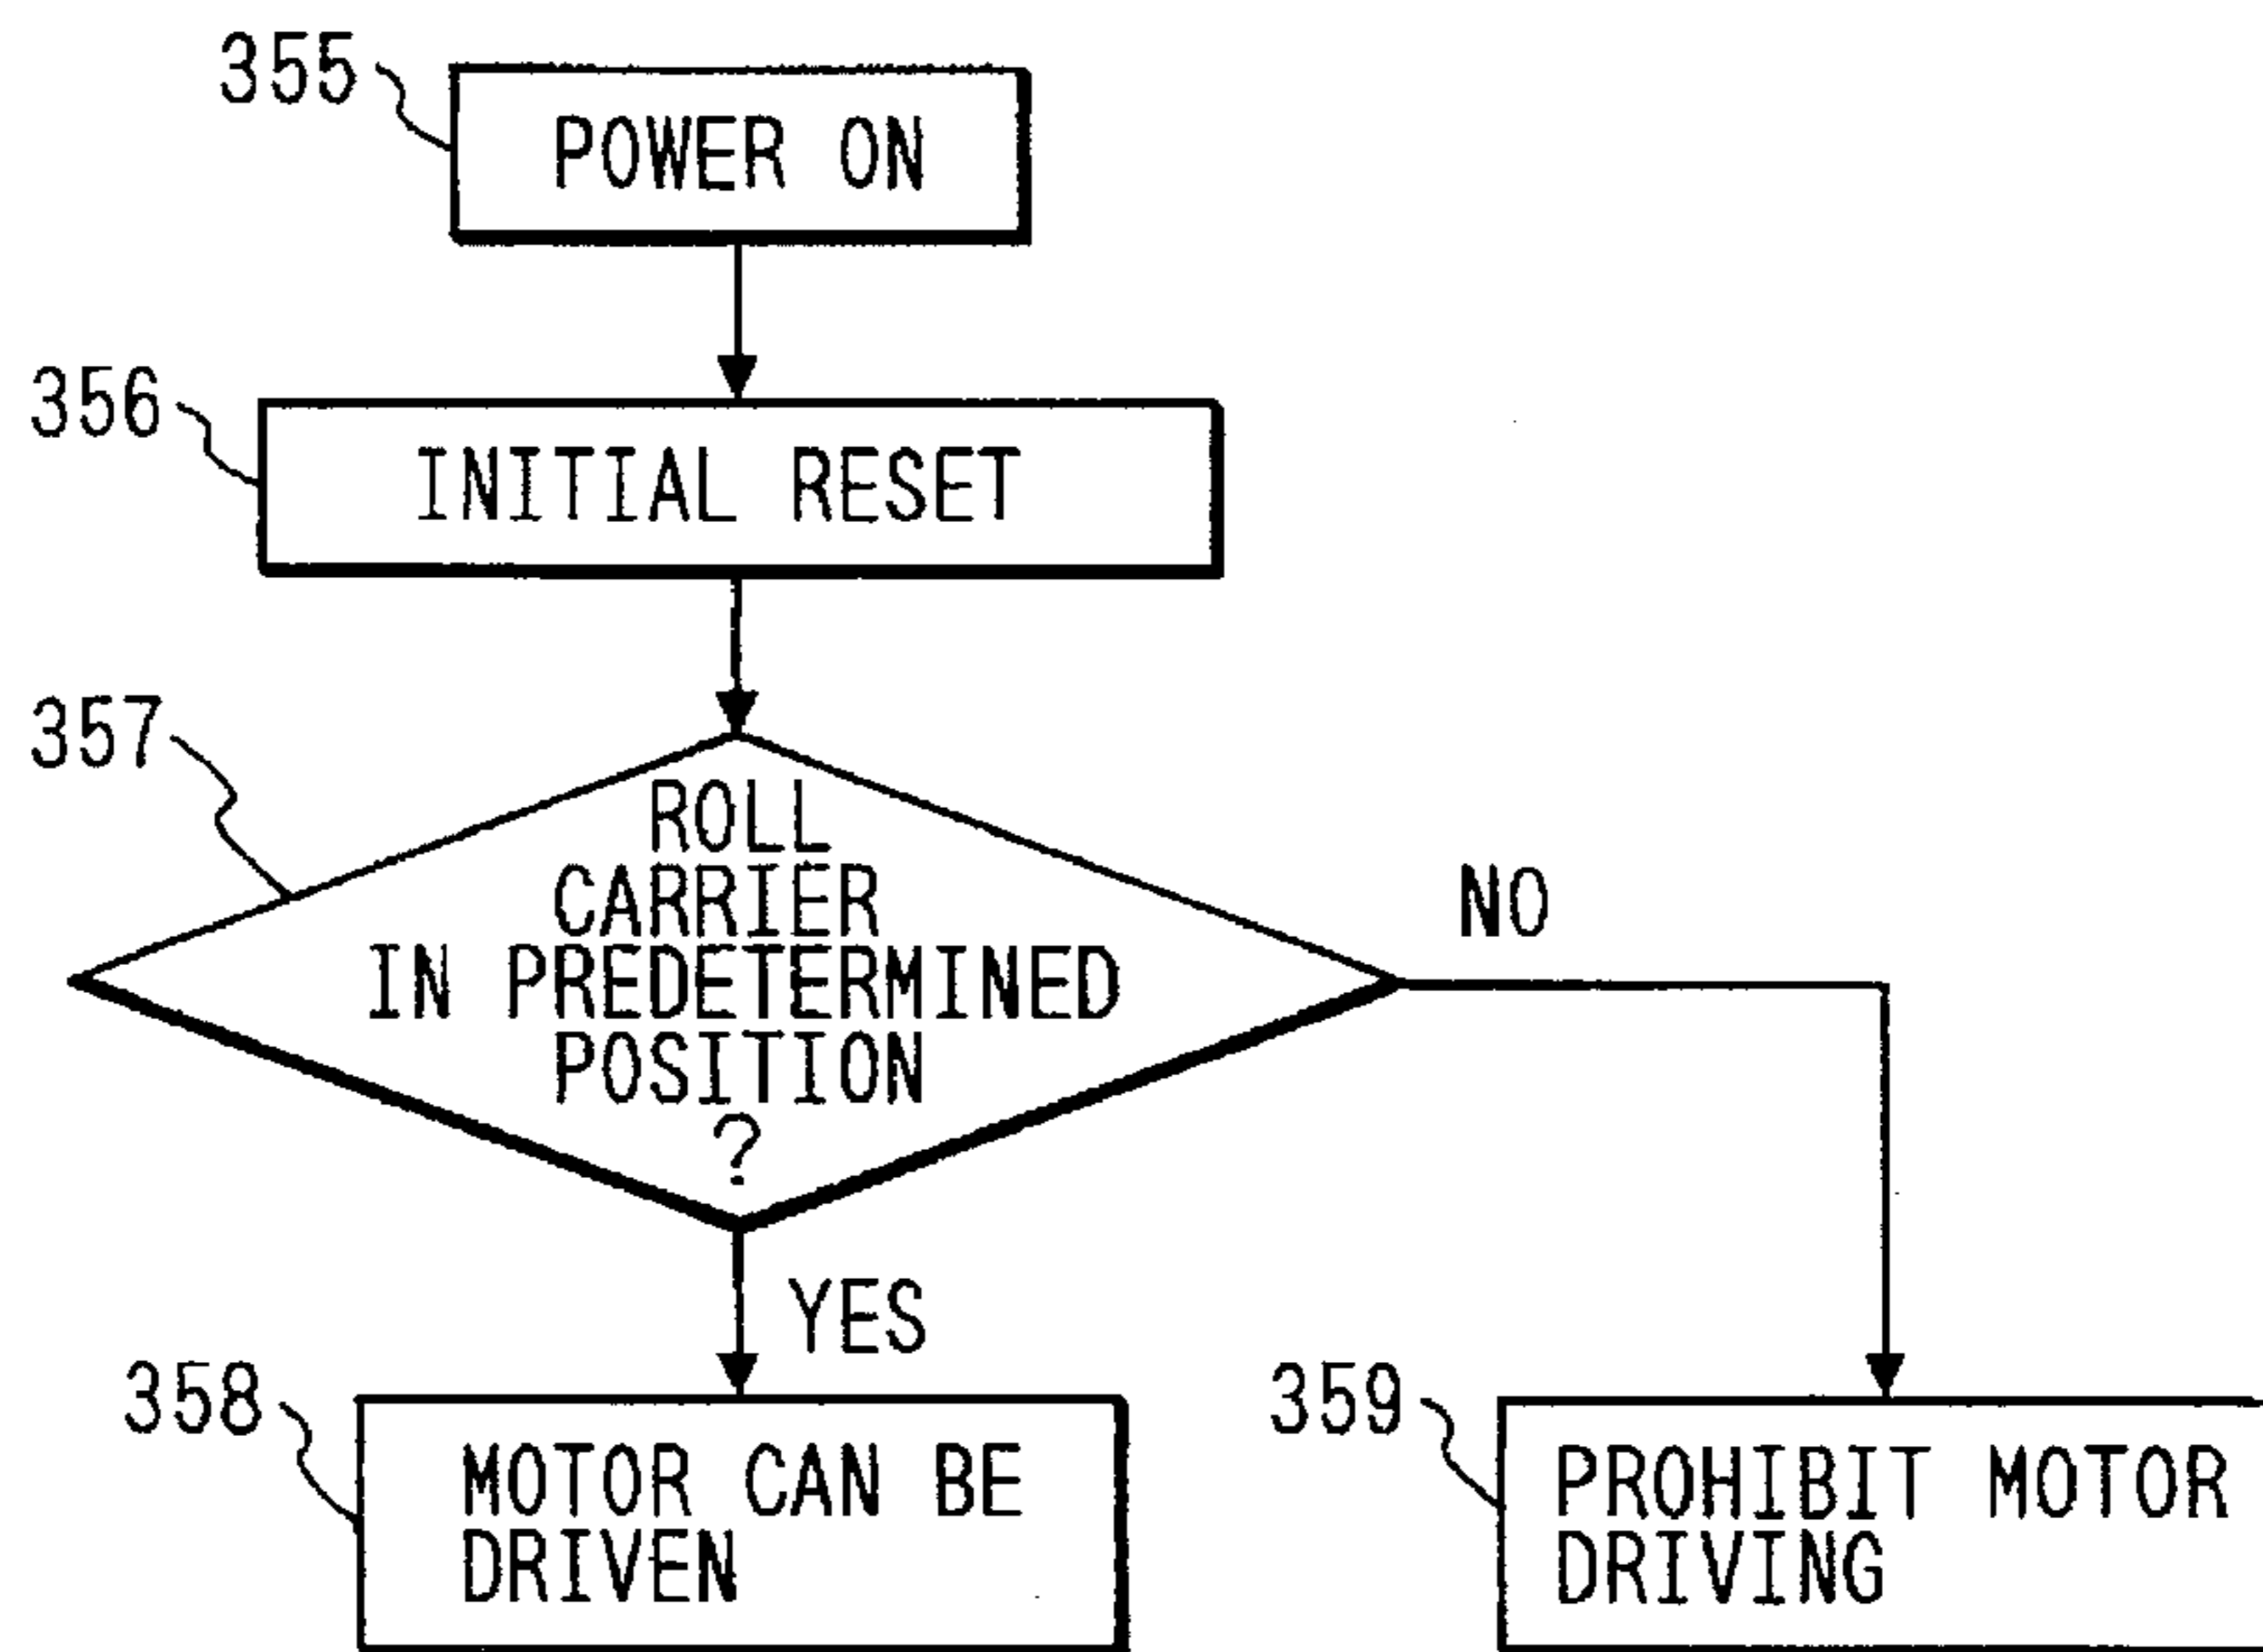 355
POWER ON
356
INITIAL RESET
357
ROLL
CARRIER
IN PREDETERMINED
POSITION
?
NO
YES
358
MOTOR CAN BE
DRIVEN
359
PROHIBIT MOTOR
DRIVING